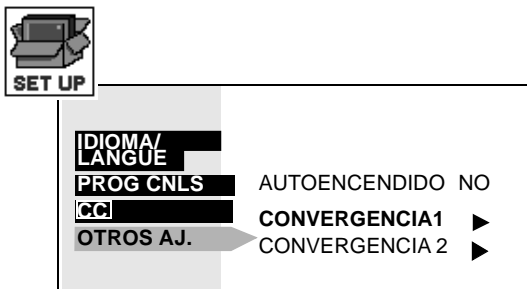 SET UP
IDIOMA/
LANGUE
PROG CNLS
AUTOENCENDIDO NO
CC
CONVERGENCIA1
OTROS AJ.
CONVERGENCIA 2